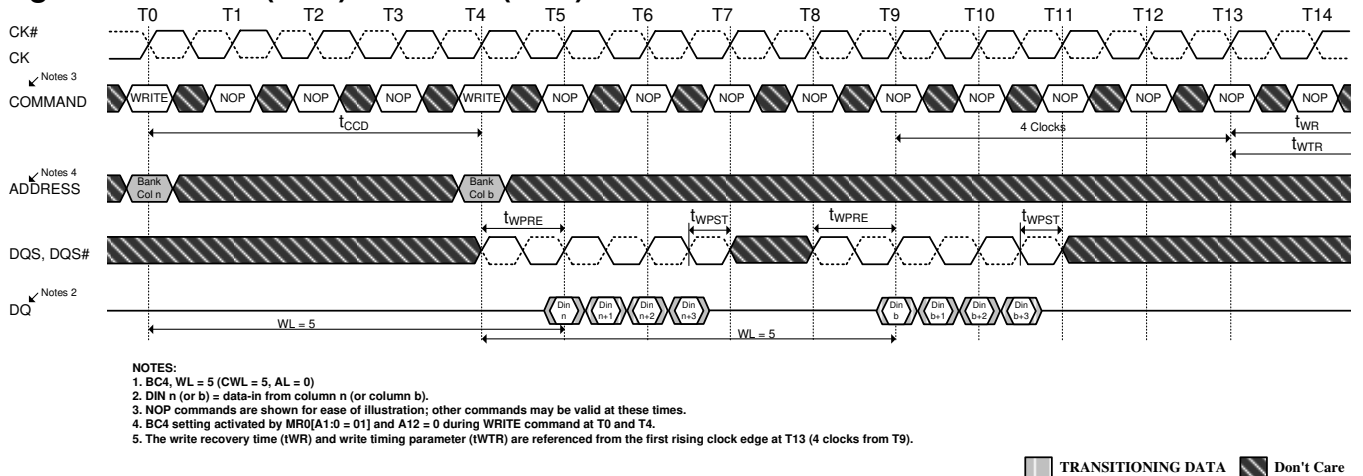 T0 T1 T2 T3 T4 T5 T6 T7 T8 T9 T10 T11 T12 T13 T14
CK#
CK
Notes 3
COMMAND
WRITE NOP NOP NOP WRITE NOP NOP NOP NOP NOP NOP NOP NOP NOP NOP
tCCD
4 Clocks
tWR
tWTR
Notes 4
ADDRESS
Bank Bank
Col n Col b
tWPRE tWPST tWPRE tWPST
DQS, DQS#
Notes 2
DQ
Din Din Din Din Din Din Din Din
n n+1 n+2 n+3 b b+1 b+2 b+3
WL = 5
WL = 5
NOTES:
1. BC4, WL = 5 (CWL = 5, AL = 0)
2. DIN n (or b) = data-in from column n (or column b).
3. NOP commands are shown for ease of illustration; other commands may be valid at these times.
4. BC4 setting activated by MR0[A1:0 = 01] and A12 = 0 during WRITE command at T0 and T4.
5. The write recovery time (tWR) and write timing parameter (tWTR) are referenced from the first rising clock edge at T13 (4 clocks from T9).
TRANSITIONING DATA Don't Care